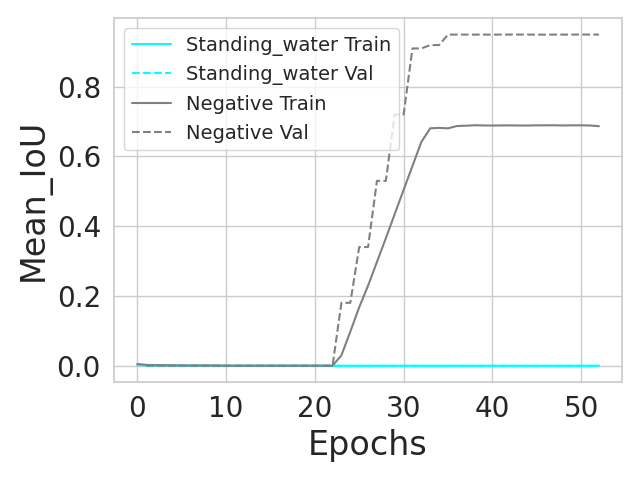 Standing_water Train
Standing_water Val
Negative Train
Negative Val
Mean_IoU
0.8
0.6
0.4
0.2
0.0
0 10 20 30 40 50
Epochs